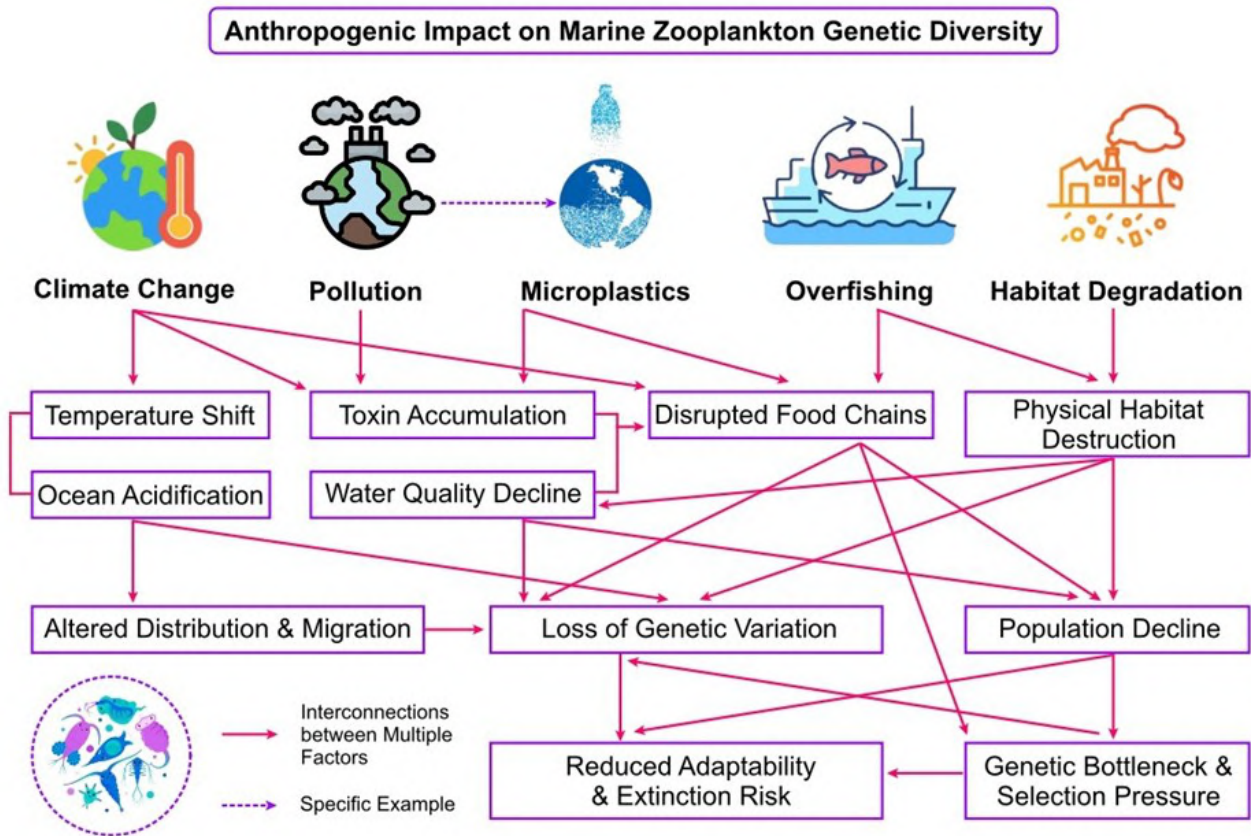 Anthropogenic Impact on Marine Zooplankton Genetic Diversity
Climate Change
Pollution
Microplastics
Overfishing
Habitat Degradation
Temperature Shift
Toxin Accumulation
Disrupted Food Chains
Physical Habitat
Destruction
Ocean Acidification
Water Quality Decline
Altered Distribution & Migration
Loss of Genetic Variation
Population Decline
Interconnections
between Multiple
Factors
Specific Example
Reduced Adaptability
& Extinction Risk
Genetic Bottleneck &
Selection Pressure